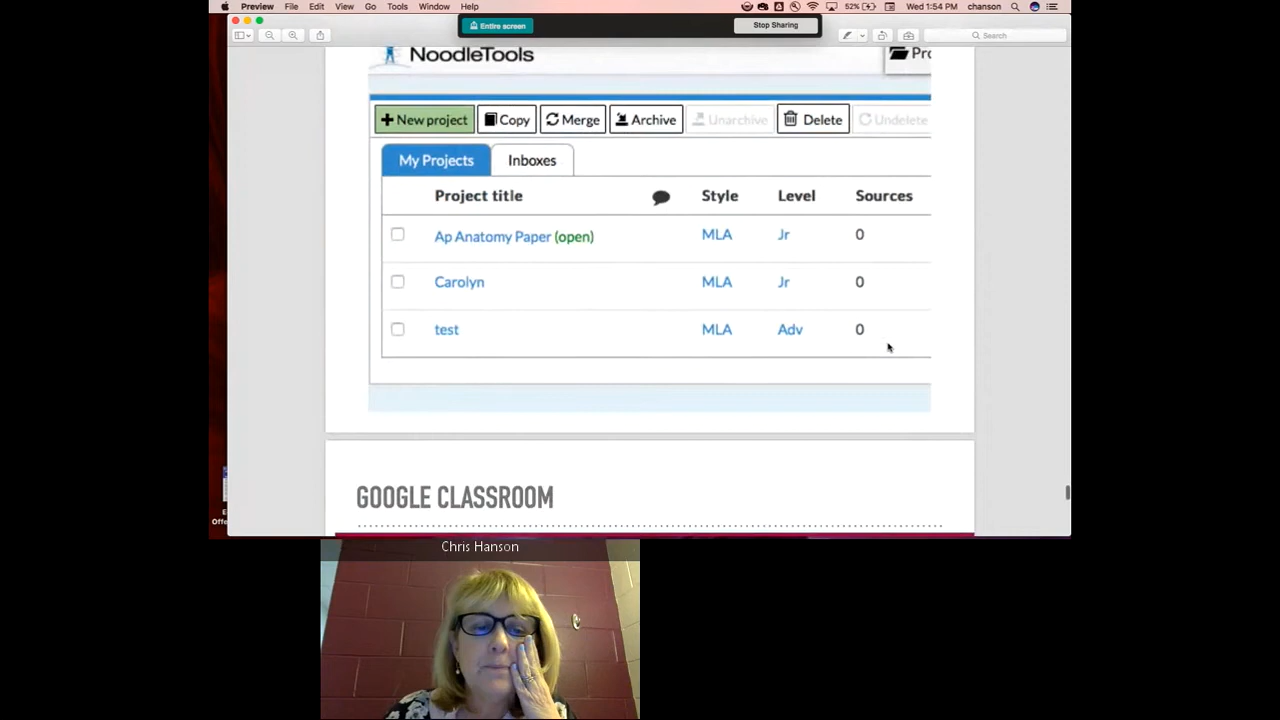 Preview File Edit View Go Tools Window Help 52% Wed 1:54 PM chanson
Entire screen Stop Sharing
Search
NoodleTools
+ New project Copy Merge Archive Unarchive Delete Undelete
My Projects Inboxes
Project title Style Level Sources
Ap Anatomy Paper (open) MLA Jr 0
Carolyn MLA Jr 0
test MLA Adv 0
GOOGLE CLASSROOM
Chris Hanson